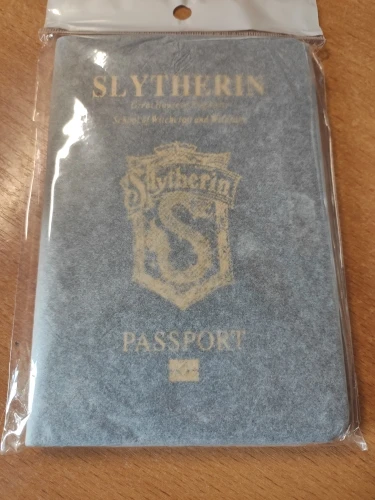 SLYTHERIN
School of Witchcraft and Wizardry
Slytherin
PASSPORT